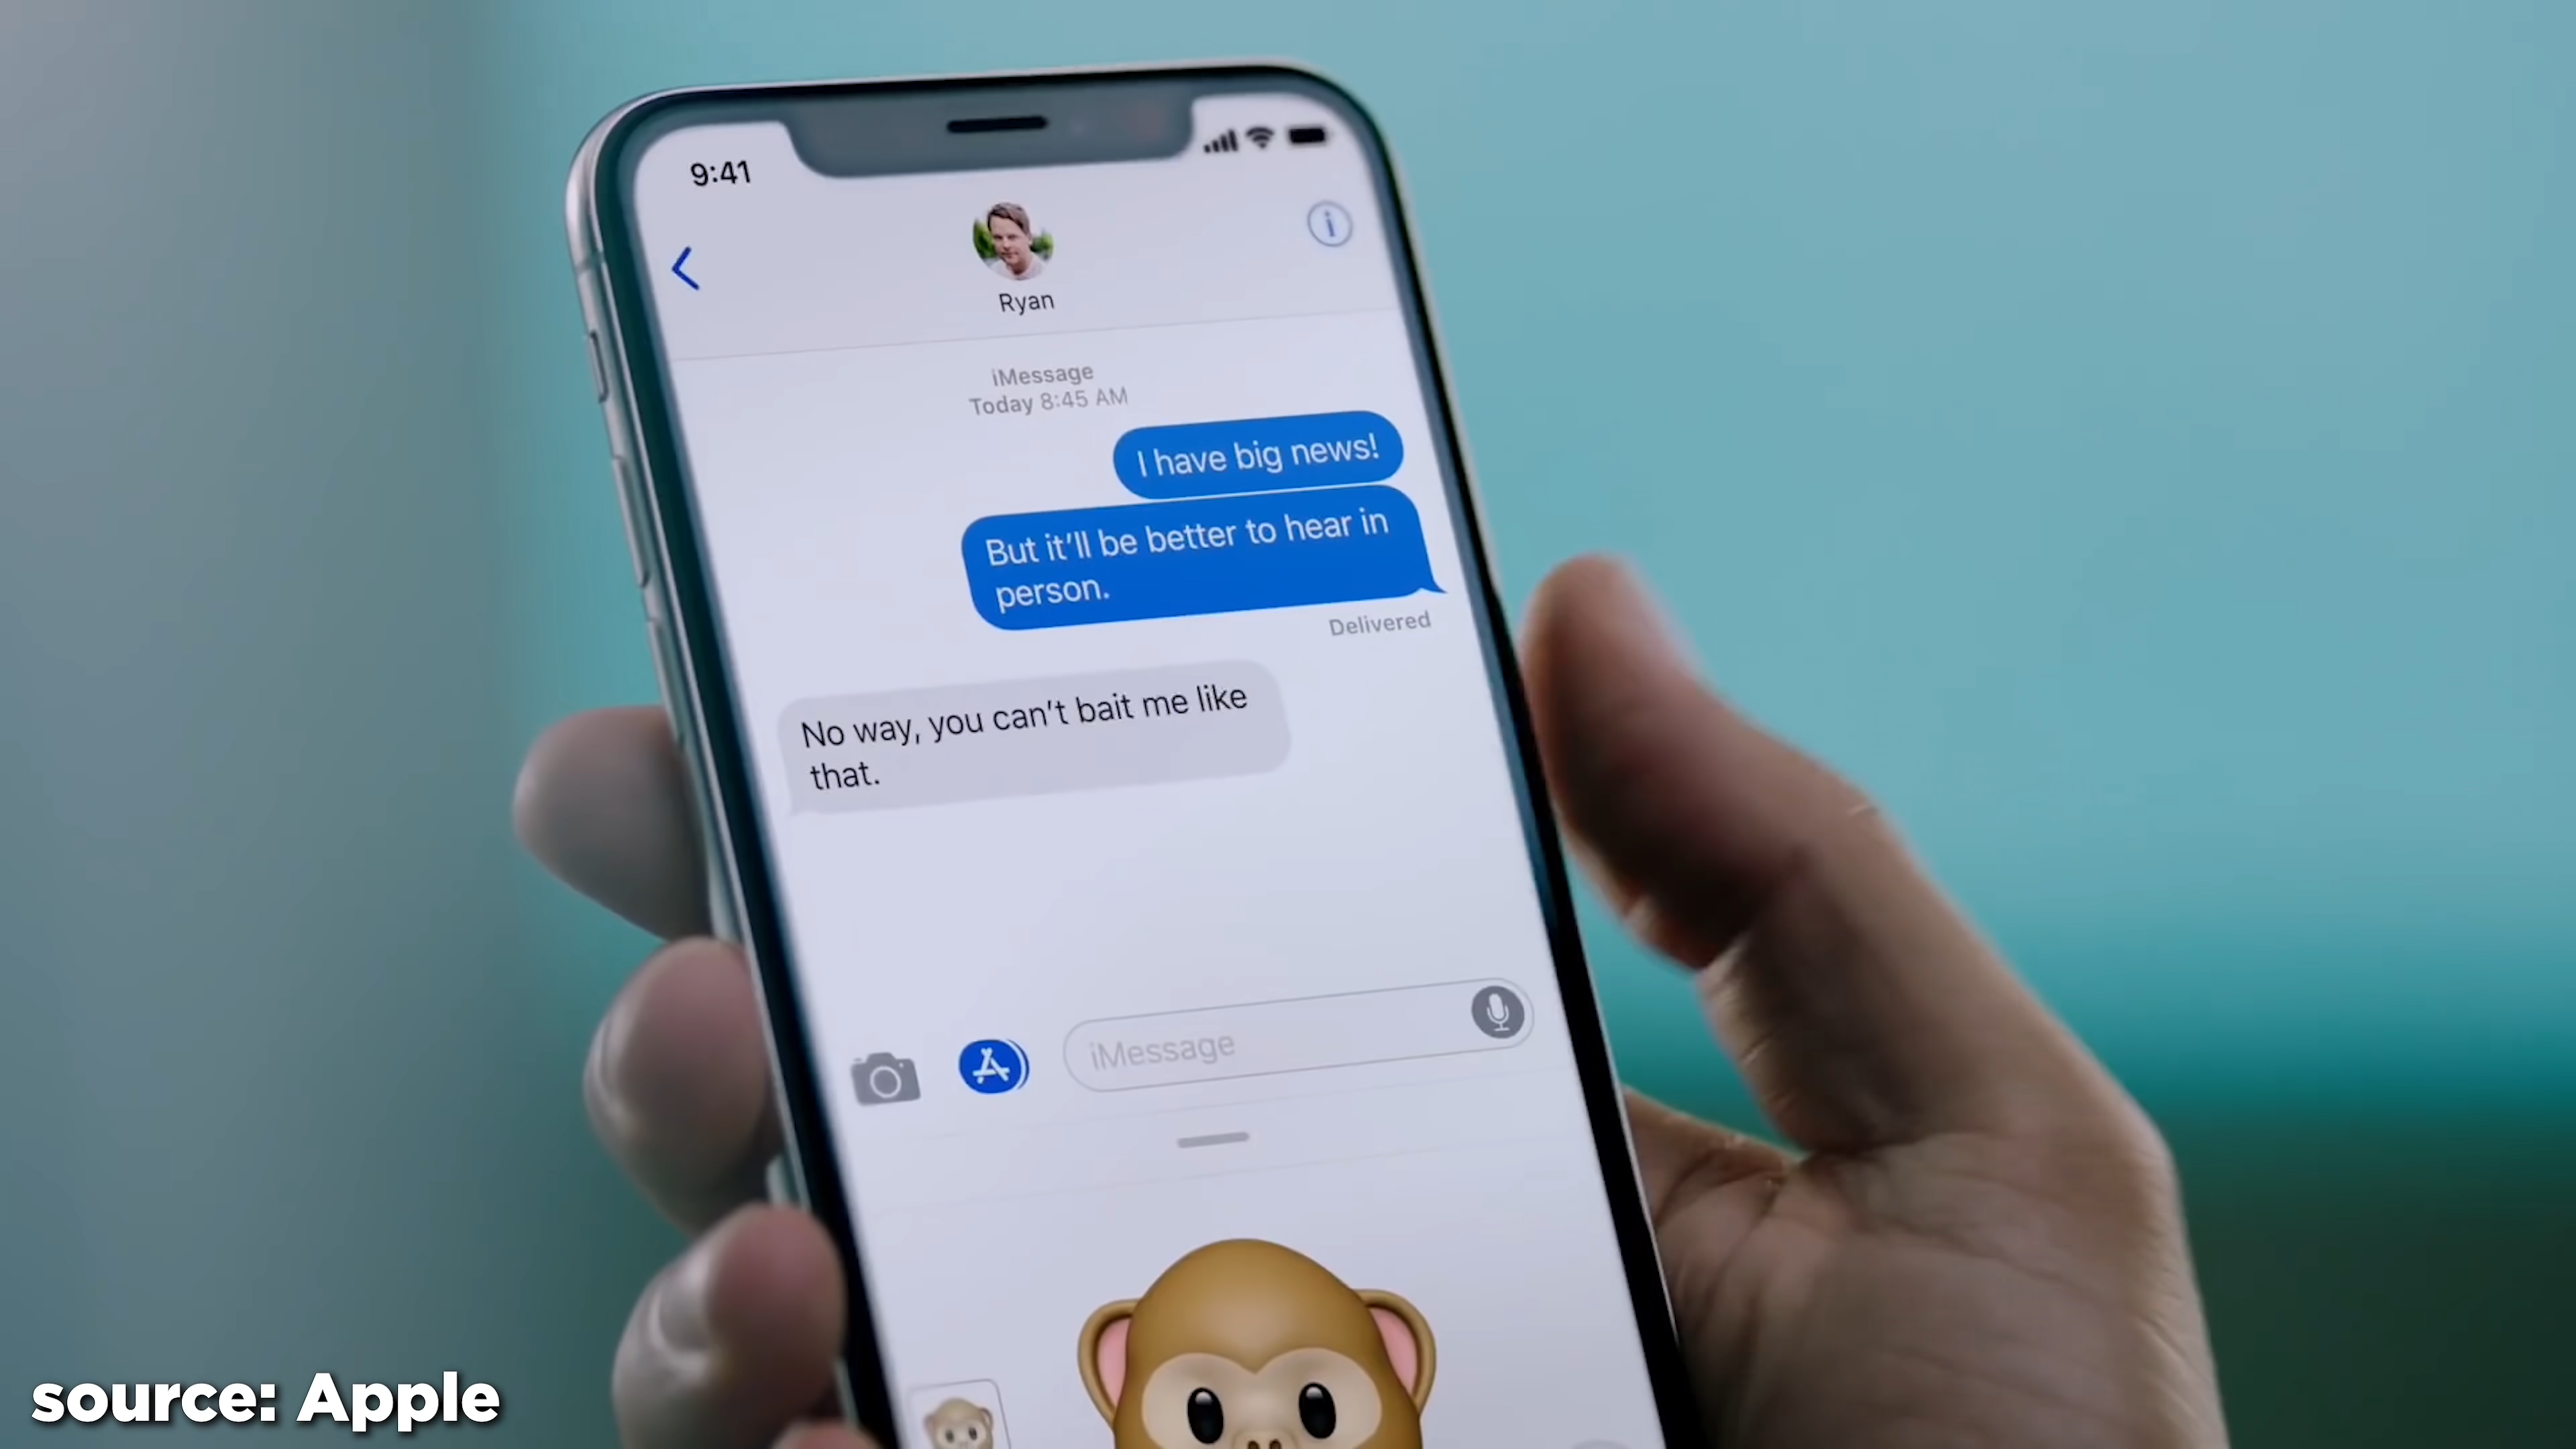 9:41
Ryan
iMessage
Today 8:45 AM
I have big news!
But it'll be better to hear in
person.
Delivered
No way, you can't bait me like
that.
iMessage
source: Apple